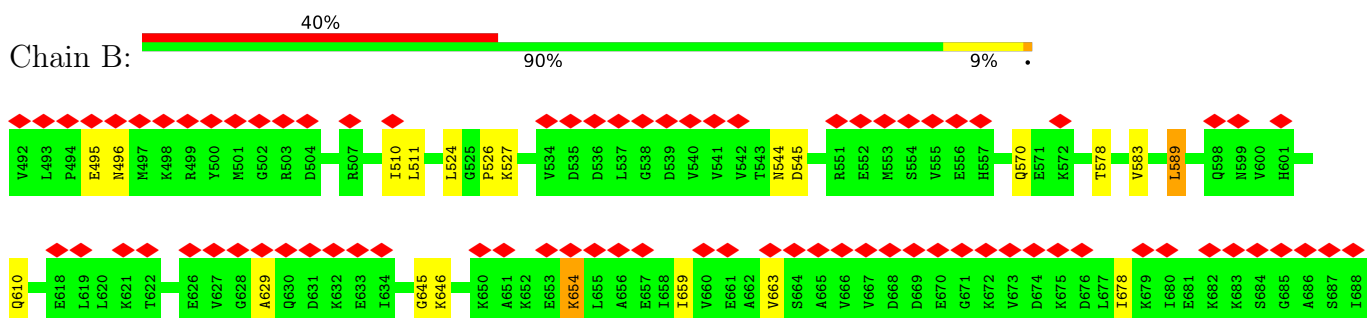 40%
Chain B:
90% 9% •
V492 L493 P494 E495 N496 M497 K498 R499 Y500 M501 G502 R503 D504 R507 I510 L511 L524 G525 P526 K527 V534 D535 D536 L537 G538 D539 V540 V541 V542 T543 N544 D545 R551 E552 M553 S554 V555 E556 H557 Q570 E571 K572 T578 V583 L589 Q598 N599 V600 H601
Q610 E618 L619 L620 K621 T622 E626 V627 G628 A629 Q630 D631 K632 E633 I634 G645 K646 K650 A651 K652 E653 K654 L655 A656 E657 I658 I659 V660 E661 A662 V663 S664 A665 V666 V667 D668 D669 E670 G671 K672 V673 D674 K675 D676 L677 I678 K679 I680 E681 K682 K683 S684 G685 A686 S687 I688